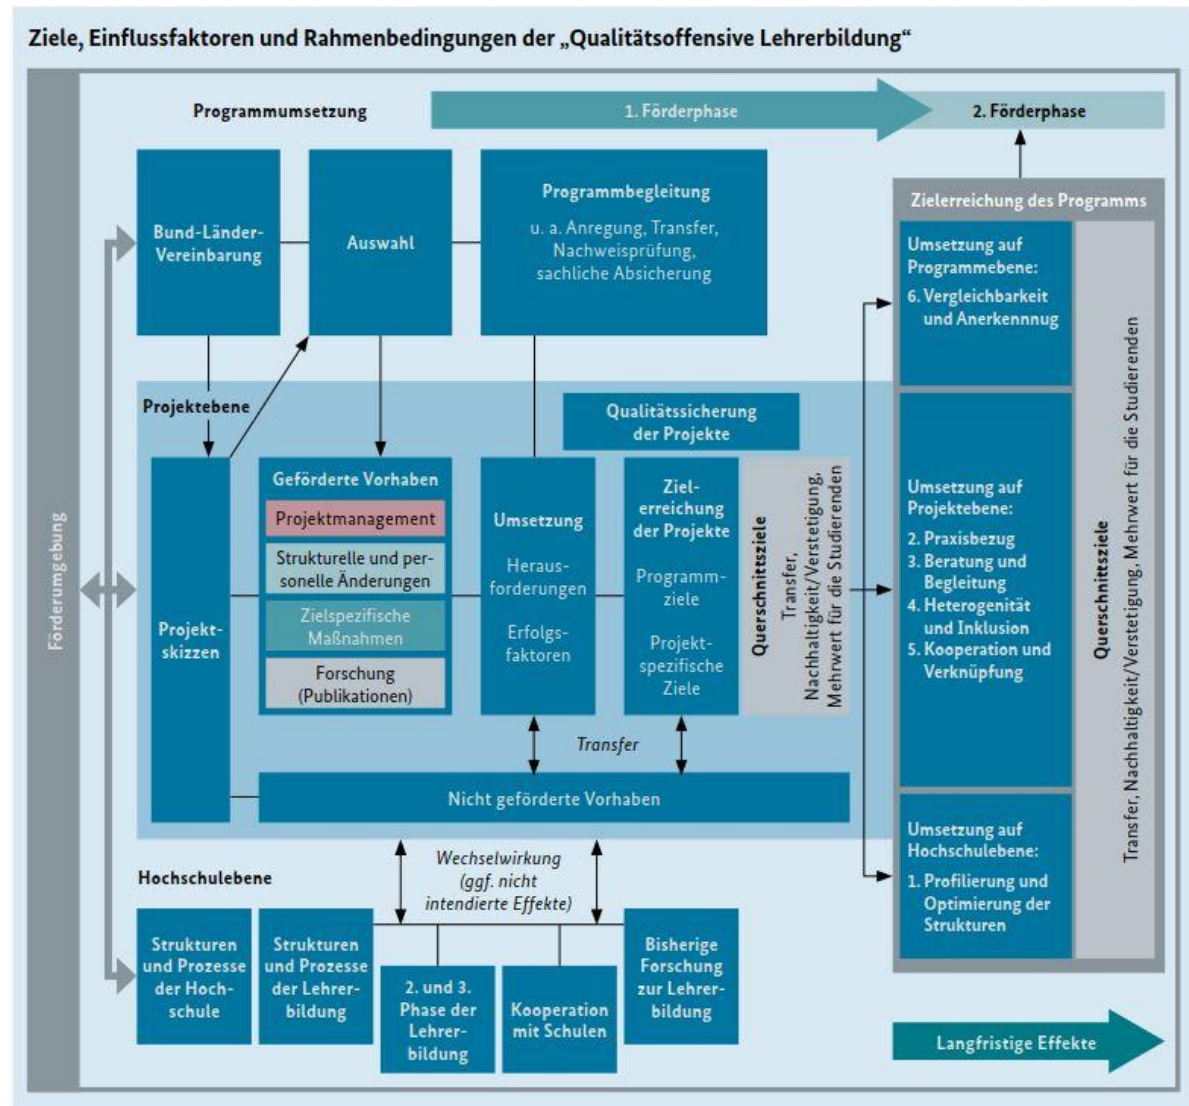 Ziele, Einflussfaktoren und Rahmenbedingungen der „Qualitätsoffensive Lehrerbildung“
Förderumgebung
Programmumsetzung
1. Förderphase
2. Förderphase
Bund-Länder-
Vereinbarung
Auswahl
Programmbegleitung
u. a. Anregung, Transfer,
Nachweisprüfung,
sachliche Absicherung
Projektebene
Qualitätssicherung
der Projekte
Projekt-
skizzen
Geförderte Vorhaben
Projektmanagement
Strukturelle und per-
sonelle Änderungen
Zielspezifische
Maßnahmen
Forschung
(Publikationen)
Umsetzung
Heraus-
forderungen
Erfolgs-
faktoren
Ziel-
erreichung
der Projekte
Programm-
ziele
Projekt-
spezifische
Ziele
Querschnittsziele
Transfer,
Nachhaltigkeit/Verstetigung,
Mehrwert für die Studierenden
Transfer
Nicht geförderte Vorhaben
Wechselwirkung
(ggf. nicht
intendierte Effekte)
Hochschulebene
Strukturen
und Prozesse
der Hoch-
schule
Strukturen
und Prozesse
der Lehrer-
bildung
2. und 3.
Phase der
Lehrer-
bildung
Kooperation
mit Schulen
Bisherige
Forschung
zur Lehrer-
bildung
Zielerreichung des Programms
Umsetzung auf
Programmebene:
6. Vergleichbarkeit
und Anerkennnug
Umsetzung auf
Projektebene:
2. Praxisbezug
3. Beratung und
Begleitung
4. Heterogenität
und Inklusion
5. Kooperation und
Verknüpfung
Umsetzung auf
Hochschulebene:
1. Profilierung und
Optimierung der
Strukturen
Querschnittsziele
Transfer, Nachhaltigkeit/Verstetigung, Mehrwert für die Studierenden
Langfristige Effekte